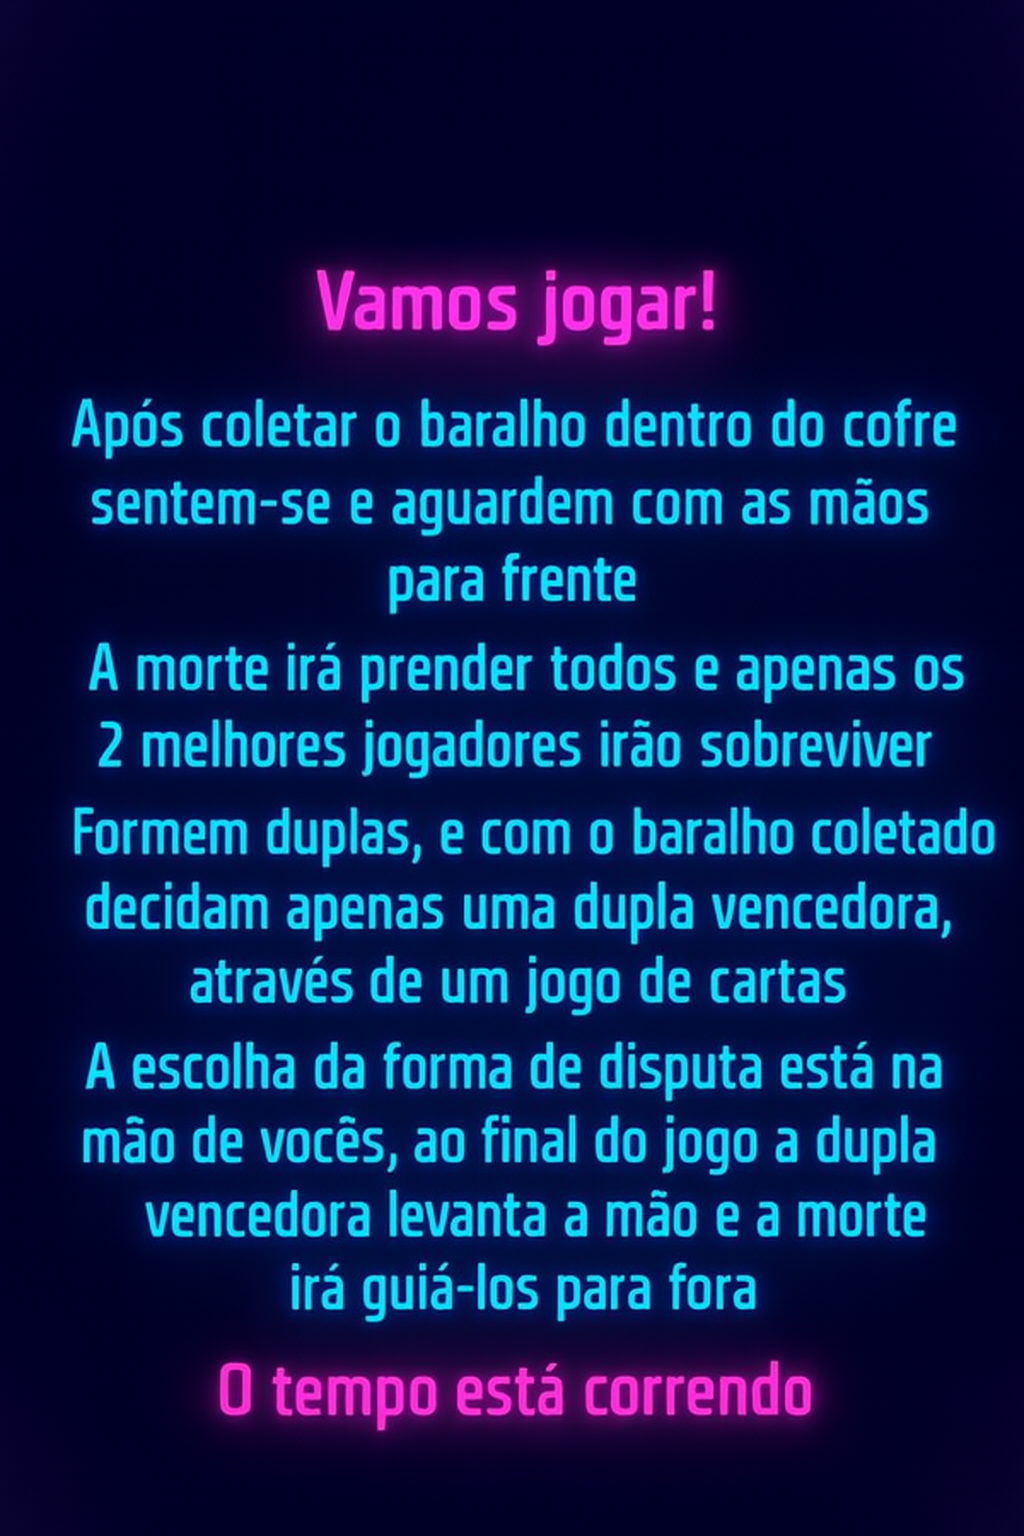 Vamos jogar!
Após coletar o baralho dentro do cofre
sentem-se e aguardem com as mãos
para frente
A morte irá prender todos e apenas os
2 melhores jogadores irão sobreviver
Formem duplas, e com o baralho coletado
decidam apenas uma dupla vencedora,
através de um jogo de cartas
A escolha da forma de disputa está na
mão de vocês, ao final do jogo a dupla
vencedora levanta a mão e a morte
irá guiá-los para fora
O tempo está correndo